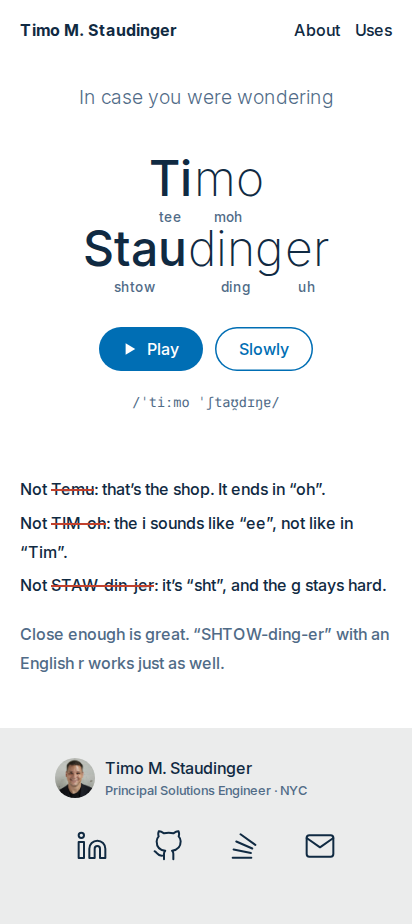 Timo M. Staudinger About Uses
In case you were wondering
Timo
tee moh
Staudinger
shtow ding uh
Play Slowly
/ˈtiːmo ˈʃtaʊ̯dɪŋɐ/
Not Temu: that’s the shop. It ends in “oh”.
Not TIM-oh: the i sounds like “ee”, not like in
“Tim”.
Not STAW-din-jer: it’s “sht”, and the g stays hard.
Close enough is great. “SHTOW-ding-er” with an
English r works just as well.
Timo M. Staudinger
Principal Solutions Engineer · NYC
in